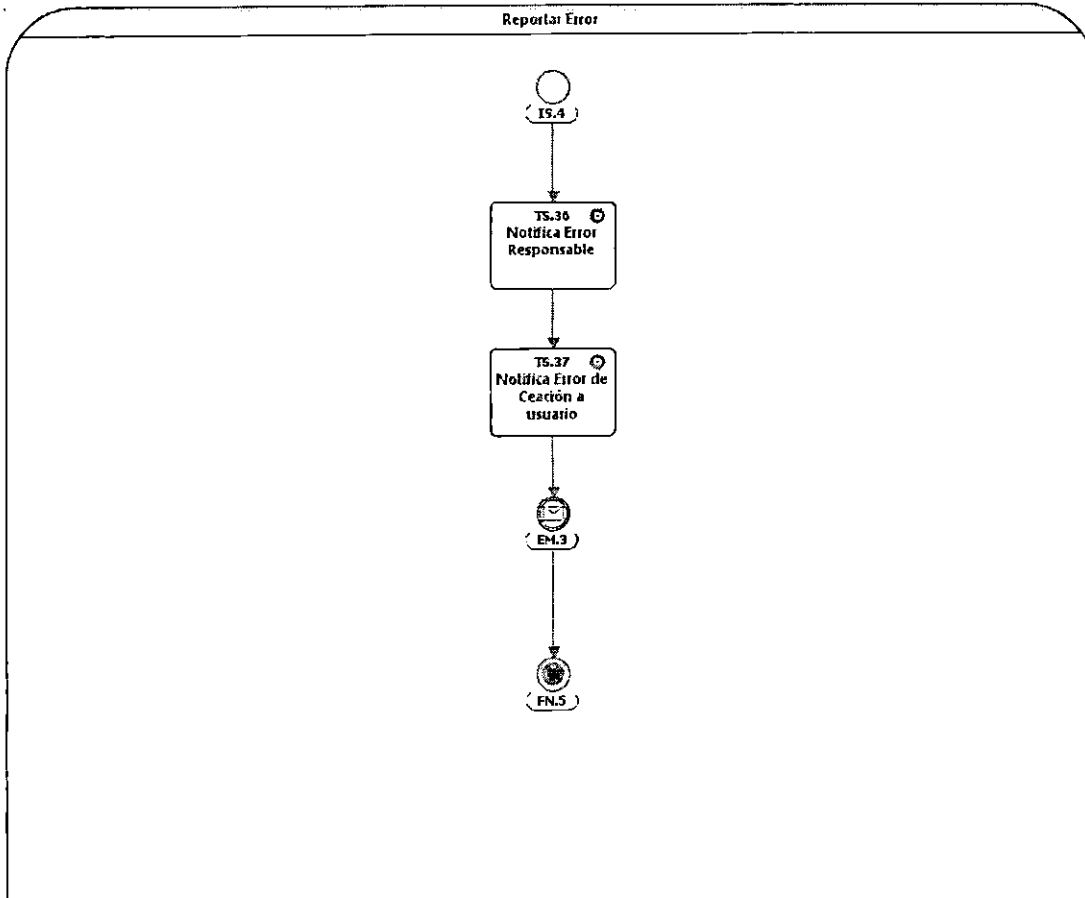 Reportar Error
IS.4
TS.36
Notifica Error
Responsable
TS.37
Notifica Error de
Ceación a
usuario
EM.3
FN.5